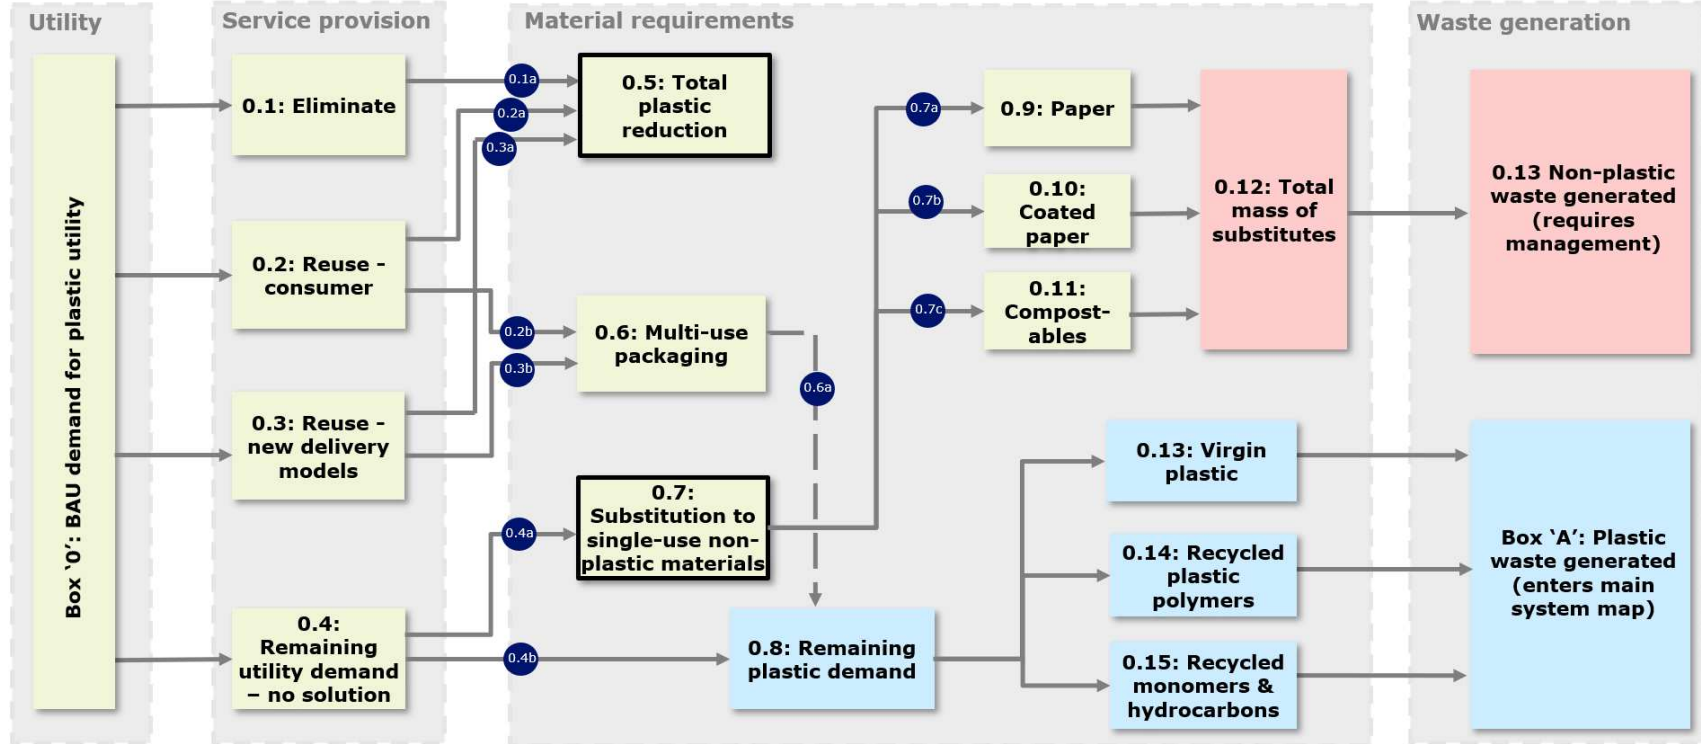 Utility
Service provision
Material requirements
Waste generation
Box ‘0’: BAU demand for plastic utility
0.1: Eliminate
0.2: Reuse -
consumer
0.3: Reuse -
new delivery
models
0.4:
Remaining
utility demand
– no solution
0.1a
0.2a
0.3a
0.2b
0.3b
0.4a
0.4b
0.5: Total
plastic
reduction
0.6: Multi-use
packaging
0.6a
0.7:
Substitution to
single-use non-
plastic materials
0.8: Remaining
plastic demand
0.7a
0.7b
0.7c
0.9: Paper
0.10:
Coated
paper
0.11:
Compost-
ables
0.12: Total
mass of
substitutes
0.13: Virgin
plastic
0.14: Recycled
plastic
polymers
0.15: Recycled
monomers &
hydrocarbons
0.13 Non-plastic
waste generated
(requires
management)
Box ‘A’: Plastic
waste generated
(enters main
system map)